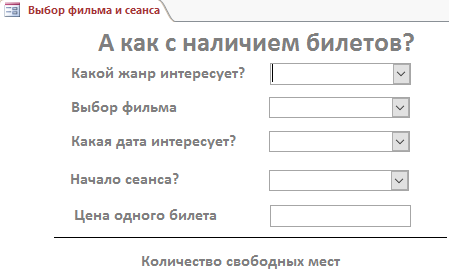 Выбор фильма и сеанса
А как с наличием билетов?
Какой жанр интересует?
Выбор фильма
Какая дата интересует?
Начало сеанса?
Цена одного билета
Количество свободных мест